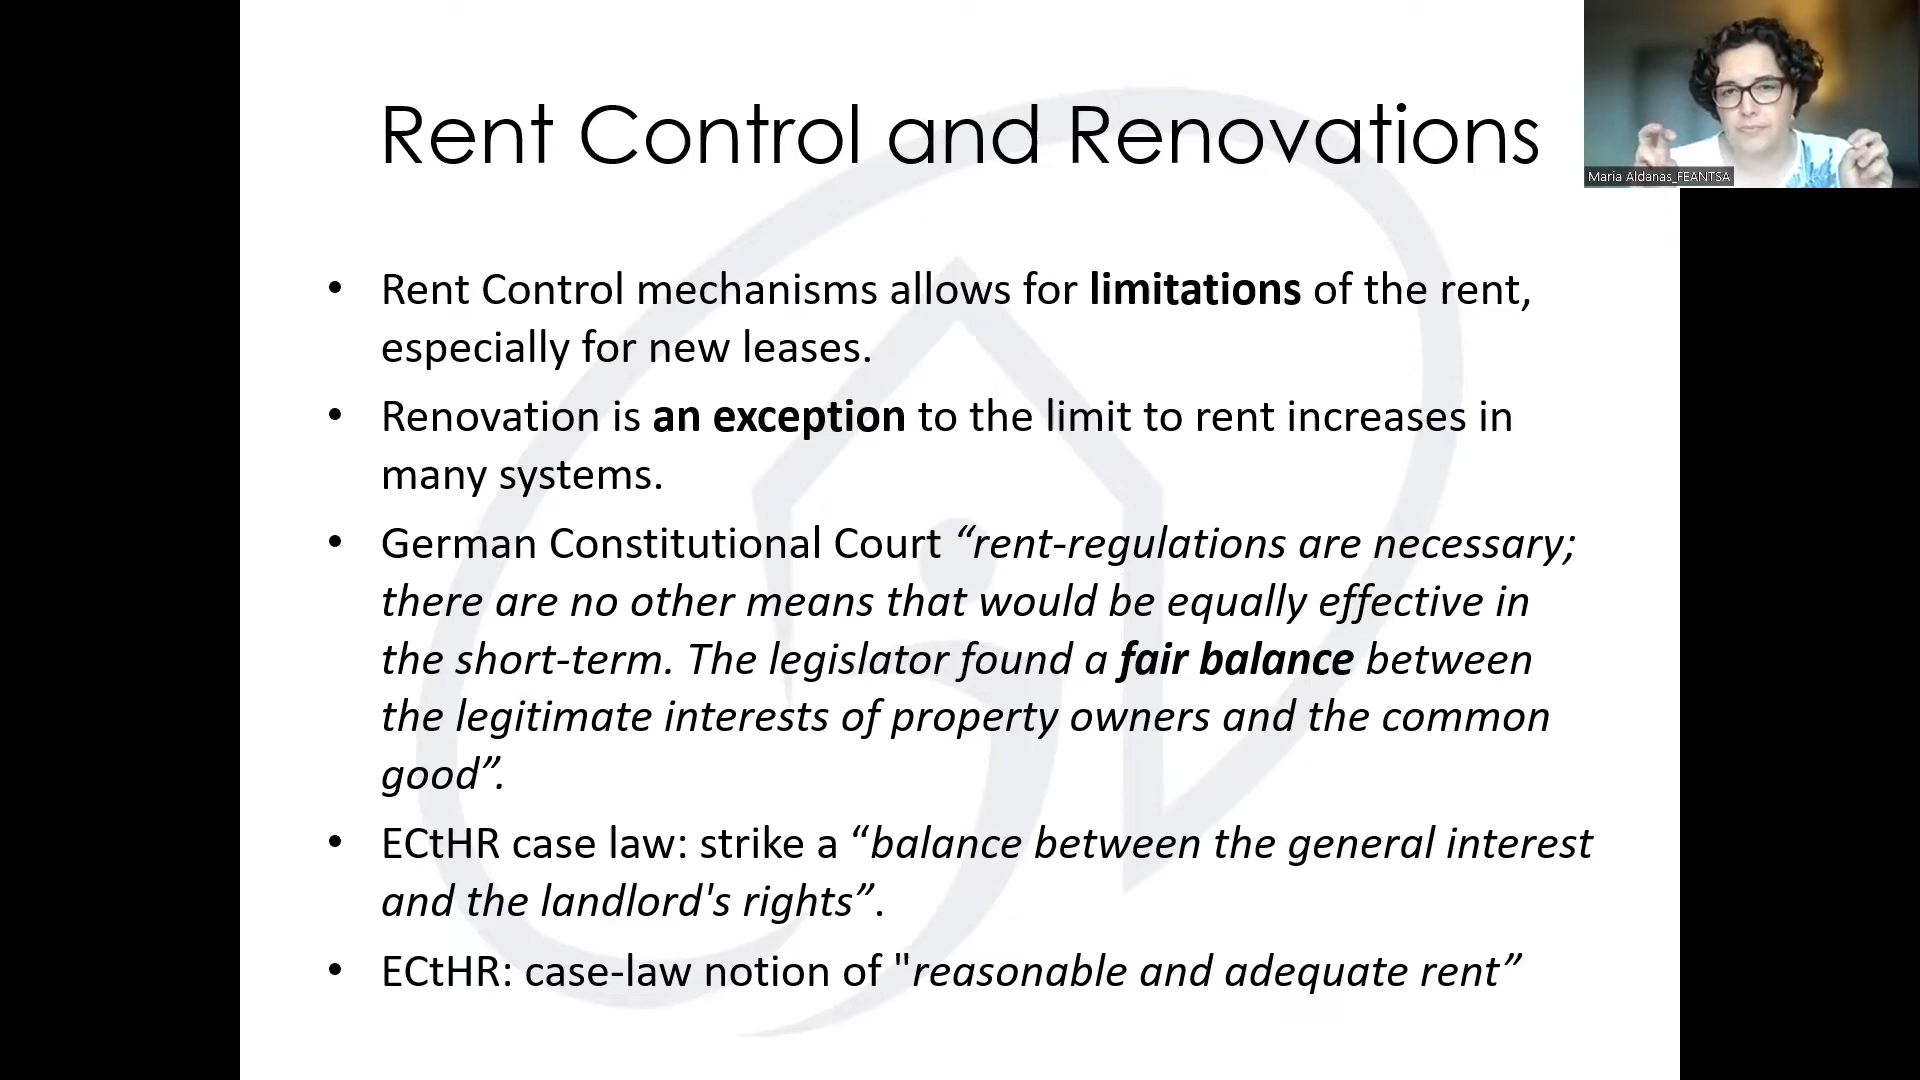 Rent Control and Renovations
Maria Aldanas_FEANTSA
• Rent Control mechanisms allows for limitations of the rent,
especially for new leases.
• Renovation is an exception to the limit to rent increases in
many systems.
• German Constitutional Court “rent-regulations are necessary;
there are no other means that would be equally effective in
the short-term. The legislator found a fair balance between
the legitimate interests of property owners and the common
good”.
• ECtHR case law: strike a “balance between the general interest
and the landlord's rights”.
• ECtHR: case-law notion of "reasonable and adequate rent”